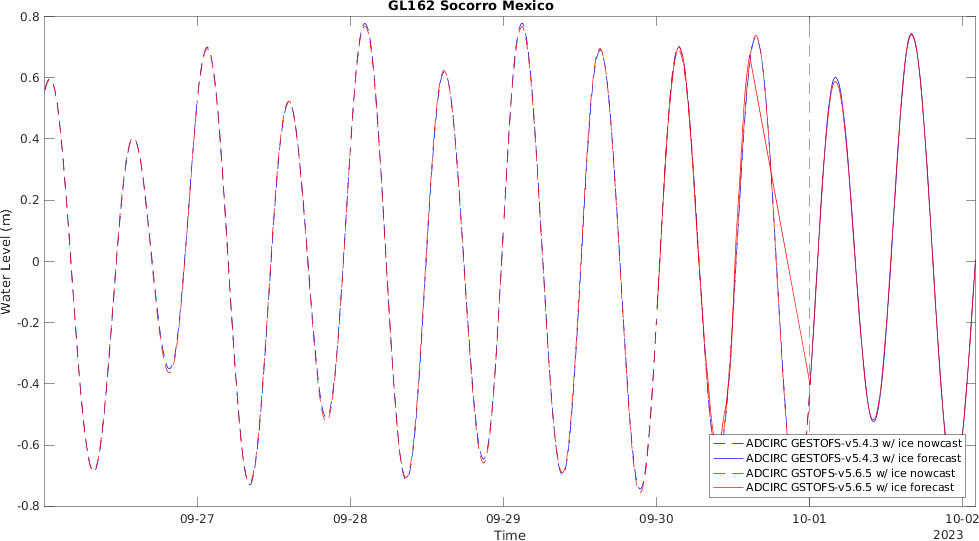 GL162 Socorro Mexico
0.8
0.6
0.4
0.2
0
-0.2
-0.4
-0.6
-0.8
Water Level (m)
ADCIRC GESTOFS-v5.4.3 w/ ice nowcast
ADCIRC GESTOFS-v5.4.3 w/ ice forecast
ADCIRC GSTOFS-v5.6.5 w/ ice nowcast
ADCIRC GSTOFS-v5.6.5 w/ ice forecast
09-27 09-28 09-29 09-30 10-01 10-02
Time 2023